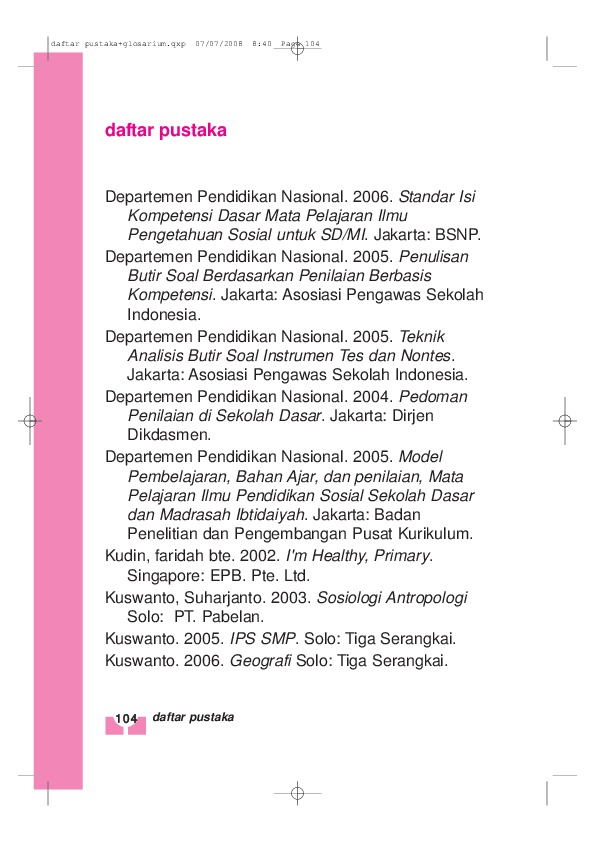 daftar pustaka+glosarium.qxp  07/07/2008  8:40  Page 104
daftar pustaka
Departemen Pendidikan Nasional. 2006. Standar Isi
Kompetensi Dasar Mata Pelajaran Ilmu
Pengetahuan Sosial untuk SD/MI. Jakarta: BSNP.
Departemen Pendidikan Nasional. 2005. Penulisan
Butir Soal Berdasarkan Penilaian Berbasis
Kompetensi. Jakarta: Asosiasi Pengawas Sekolah
Indonesia.
Departemen Pendidikan Nasional. 2005. Teknik
Analisis Butir Soal Instrumen Tes dan Nontes.
Jakarta: Asosiasi Pengawas Sekolah Indonesia.
Departemen Pendidikan Nasional. 2004. Pedoman
Penilaian di Sekolah Dasar. Jakarta: Dirjen
Dikdasmen.
Departemen Pendidikan Nasional. 2005. Model
Pembelajaran, Bahan Ajar, dan penilaian, Mata
Pelajaran Ilmu Pendidikan Sosial Sekolah Dasar
dan Madrasah Ibtidaiyah. Jakarta: Badan
Penelitian dan Pengembangan Pusat Kurikulum.
Kudin, faridah bte. 2002. I'm Healthy, Primary.
Singapore: EPB. Pte. Ltd.
Kuswanto, Suharjanto. 2003. Sosiologi Antropologi
Solo:  PT. Pabelan.
Kuswanto. 2005. IPS SMP. Solo: Tiga Serangkai.
Kuswanto. 2006. Geografi Solo: Tiga Serangkai.
104 daftar pustaka